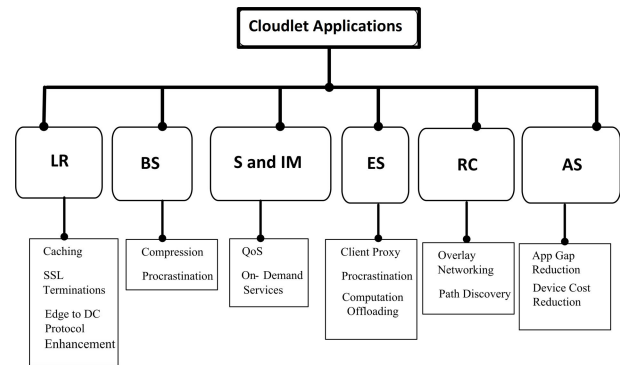 Cloudlet Applications
LR
BS
S and IM
ES
RC
AS
Caching
SSL
Terminations
Edge to DC
Protocol
Enhancement
Compression
Procrastination
QoS
On- Demand
Services
Client Proxy
Procrastination
Computation
Offloading
Overlay
Networking
Path Discovery
App Gap
Reduction
Device Cost
Reduction